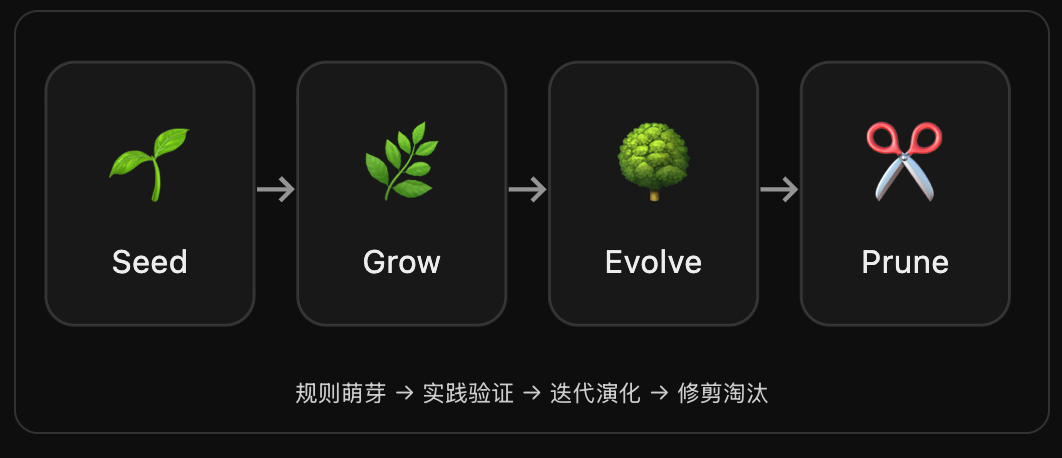 Seed → Grow → Evolve → Prune
规则萌芽 → 实践验证 → 迭代演化 → 修剪淘汰